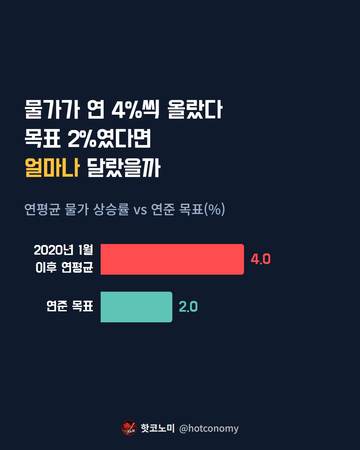 물가가 연 4%씩 올랐다
목표 2%였다면
얼마나 달랐을까
연평균 물가 상승률 vs 연준 목표(%)
2020년 1월
이후 연평균
4.0
연준 목표
2.0
핫코노미 @hotconomy